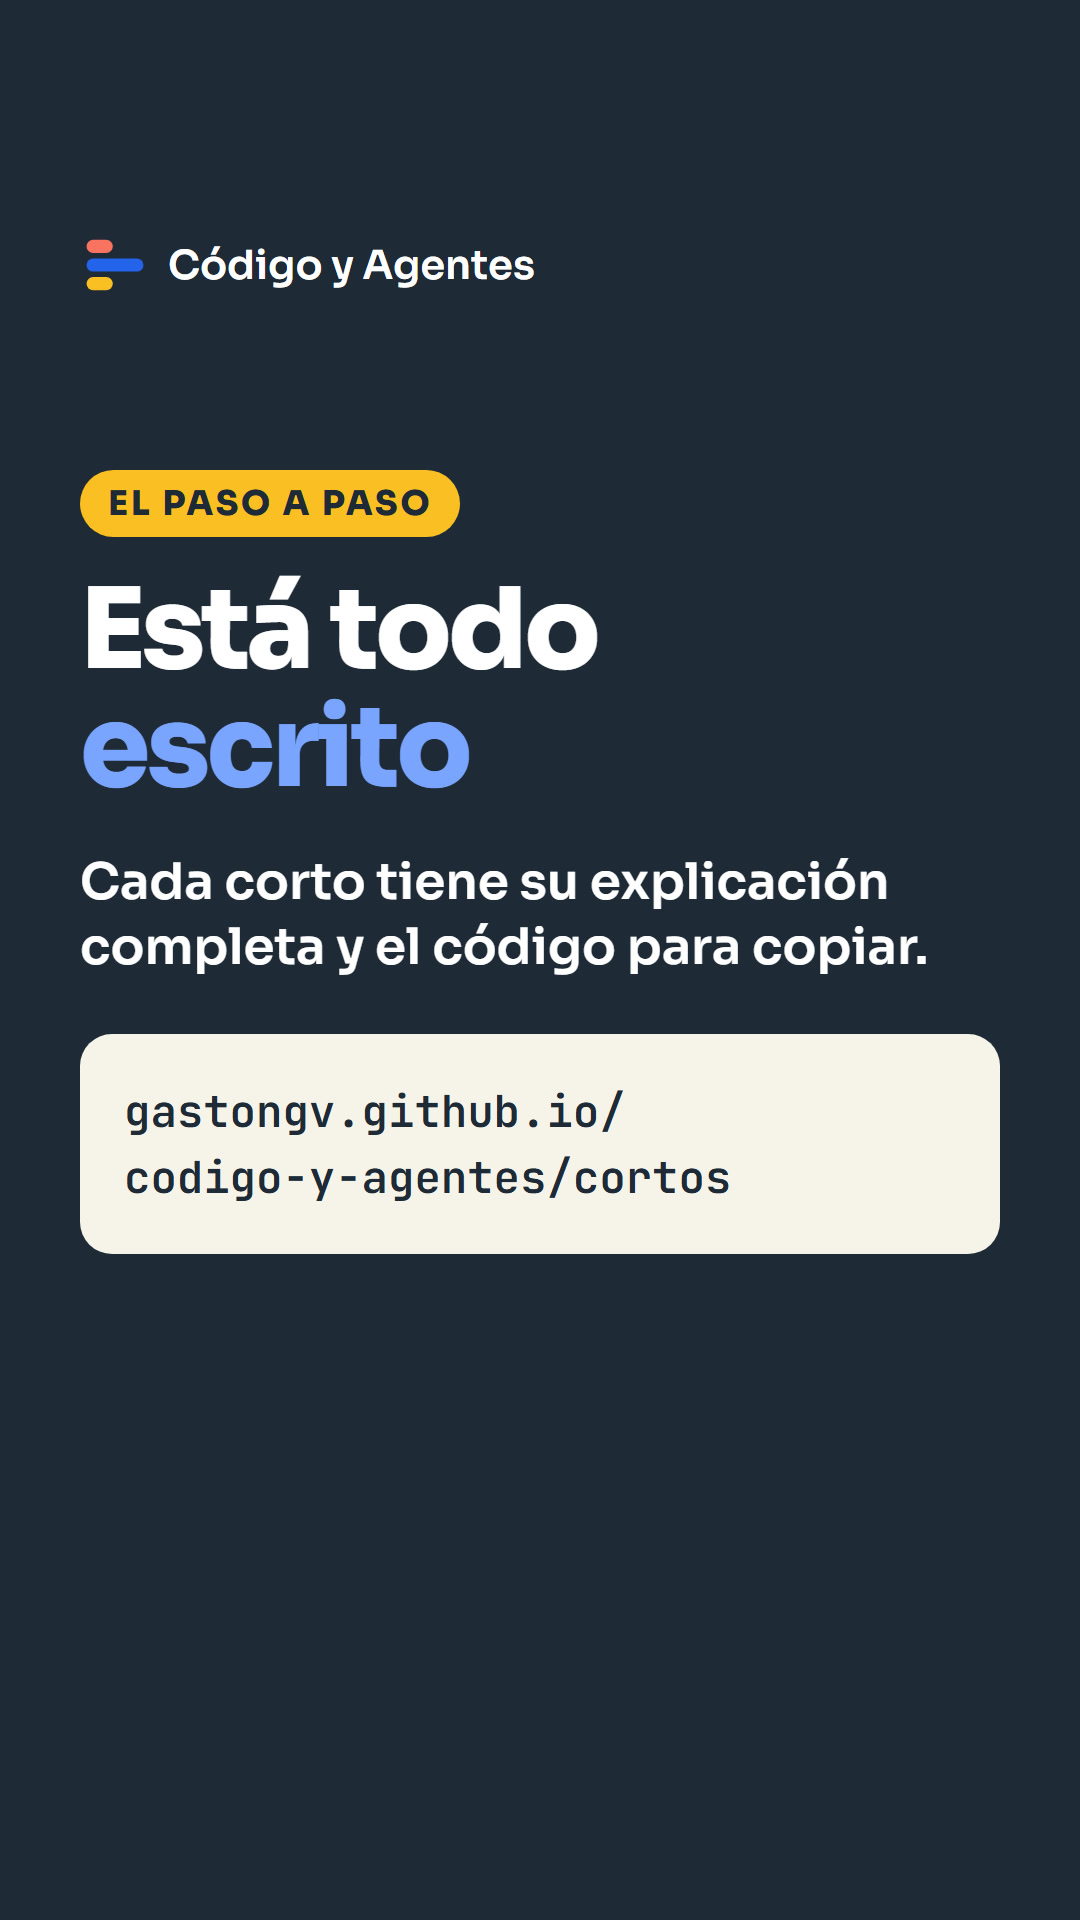 Código y Agentes
EL PASO A PASO
Está todo
escrito
Cada corto tiene su explicación
completa y el código para copiar.
gastongv.github.io/
codigo-y-agentes/cortos